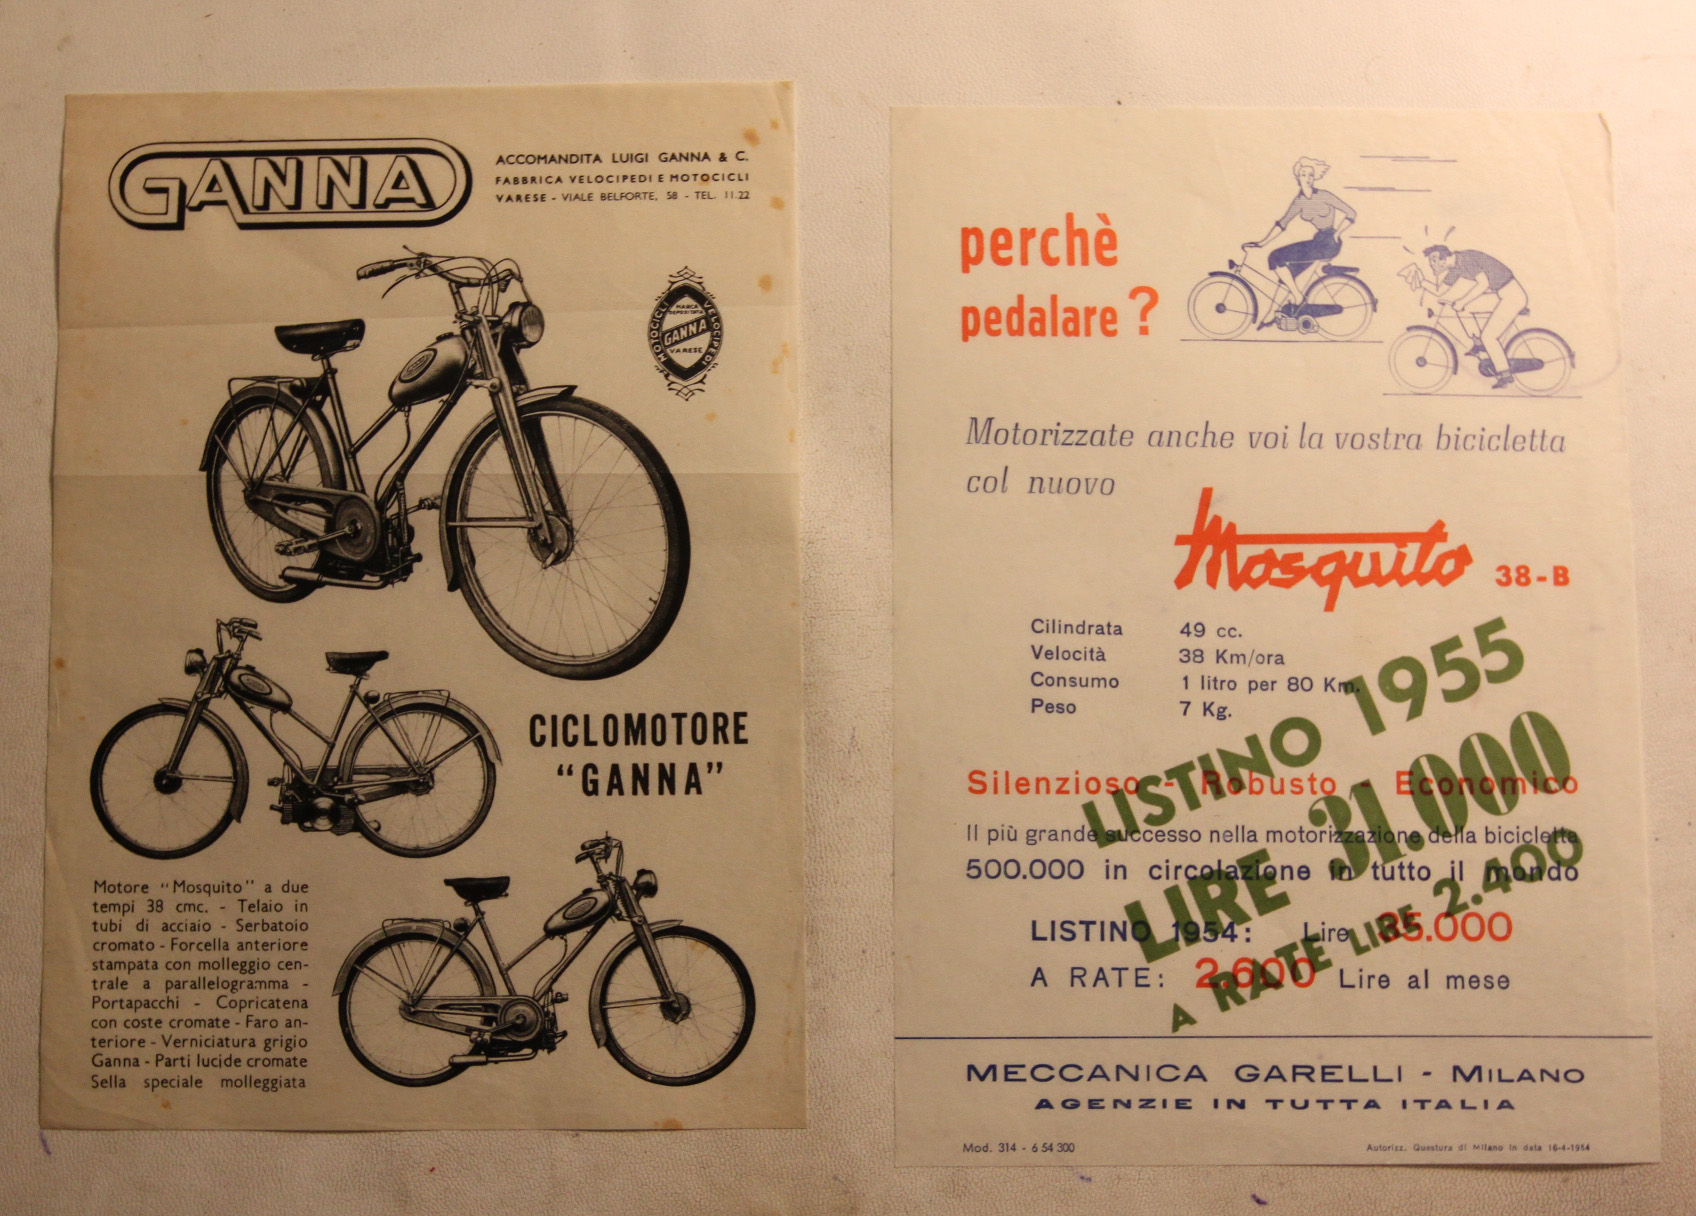 GANNA
ACCOMANDITA LUIGI GANNA & C.
FABBRICA VELOCIPEDI E MOTOCICLI
VARESE - VIALE BELFORTE, 58 - TEL. 11.22
MOTOCICLI
VELOCIPEDI
MARCA
DEPOSITATA
GANNA
VARESE
CICLOMOTORE
"GANNA"
Motore "Mosquito" a due
tempi 38 cmc. - Telaio in
tubi di acciaio - Serbatoio
cromato - Forcella anteriore
stampata con molleggio cen-
trale a parallelogramma -
Portapacchi - Copricatena
con coste cromate - Faro an-
teriore - Verniciatura grigio
Ganna - Parti lucide cromate
Sella speciale molleggiata
perchè
pedalare ?
Motorizzate anche voi la vostra bicicletta
col nuovo
Mosquito 38-B
Cilindrata 49 cc.
Velocità 38 Km/ora
Consumo 1 litro per 80 Km.
Peso 7 Kg.
LISTINO 1955
LIRE 31.000
A RATE LIRE 2.400
Silenzioso - Robusto - Economico
Il più grande successo nella motorizzazione della bicicletta
500.000 in circolazione in tutto il mondo
LISTINO 1954: Lire 35.000
A RATE: 2.600 Lire al mese
MECCANICA GARELLI - MILANO
AGENZIE IN TUTTA ITALIA
Mod. 314 - 6 54 300
Autorizz. Questura di Milano in data 16-4-1954